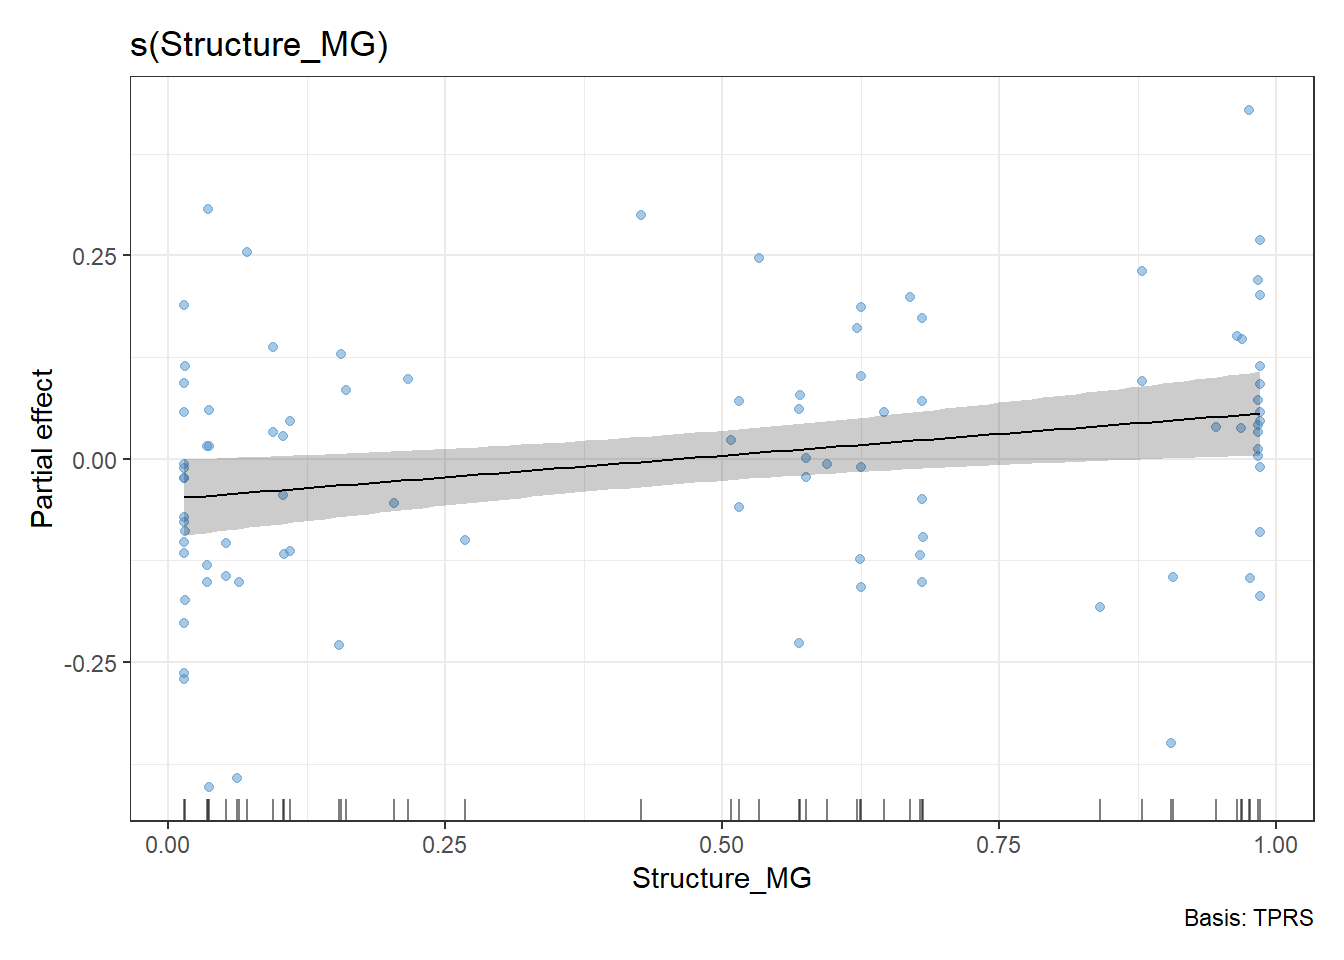 s(Structure_MG)
Partial effect
0.25
0.00
-0.25
0.00 0.25 0.50 0.75 1.00
Structure_MG
Basis: TPRS